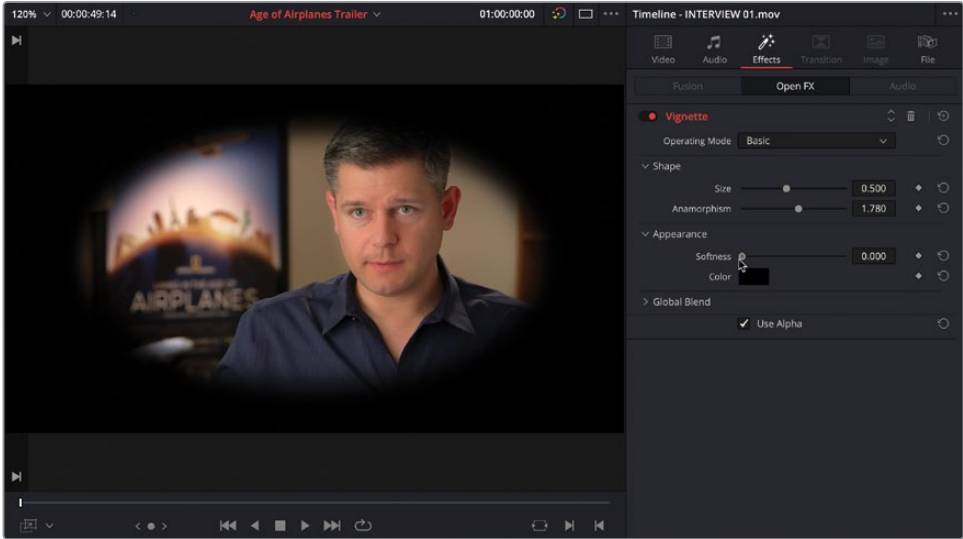 120% 00:00:49:14 Age of Airplanes Trailer 01:00:00:00
Timeline - INTERVIEW 01.mov
Video Audio Effects Transition Image File
Fusion Open FX Audio
Vignette
Operating Mode Basic
Shape
Size 0.500
Anamorphism 1.780
Appearance
Softness 0.000
Color
Global Blend
Use Alpha
AIRPLANES